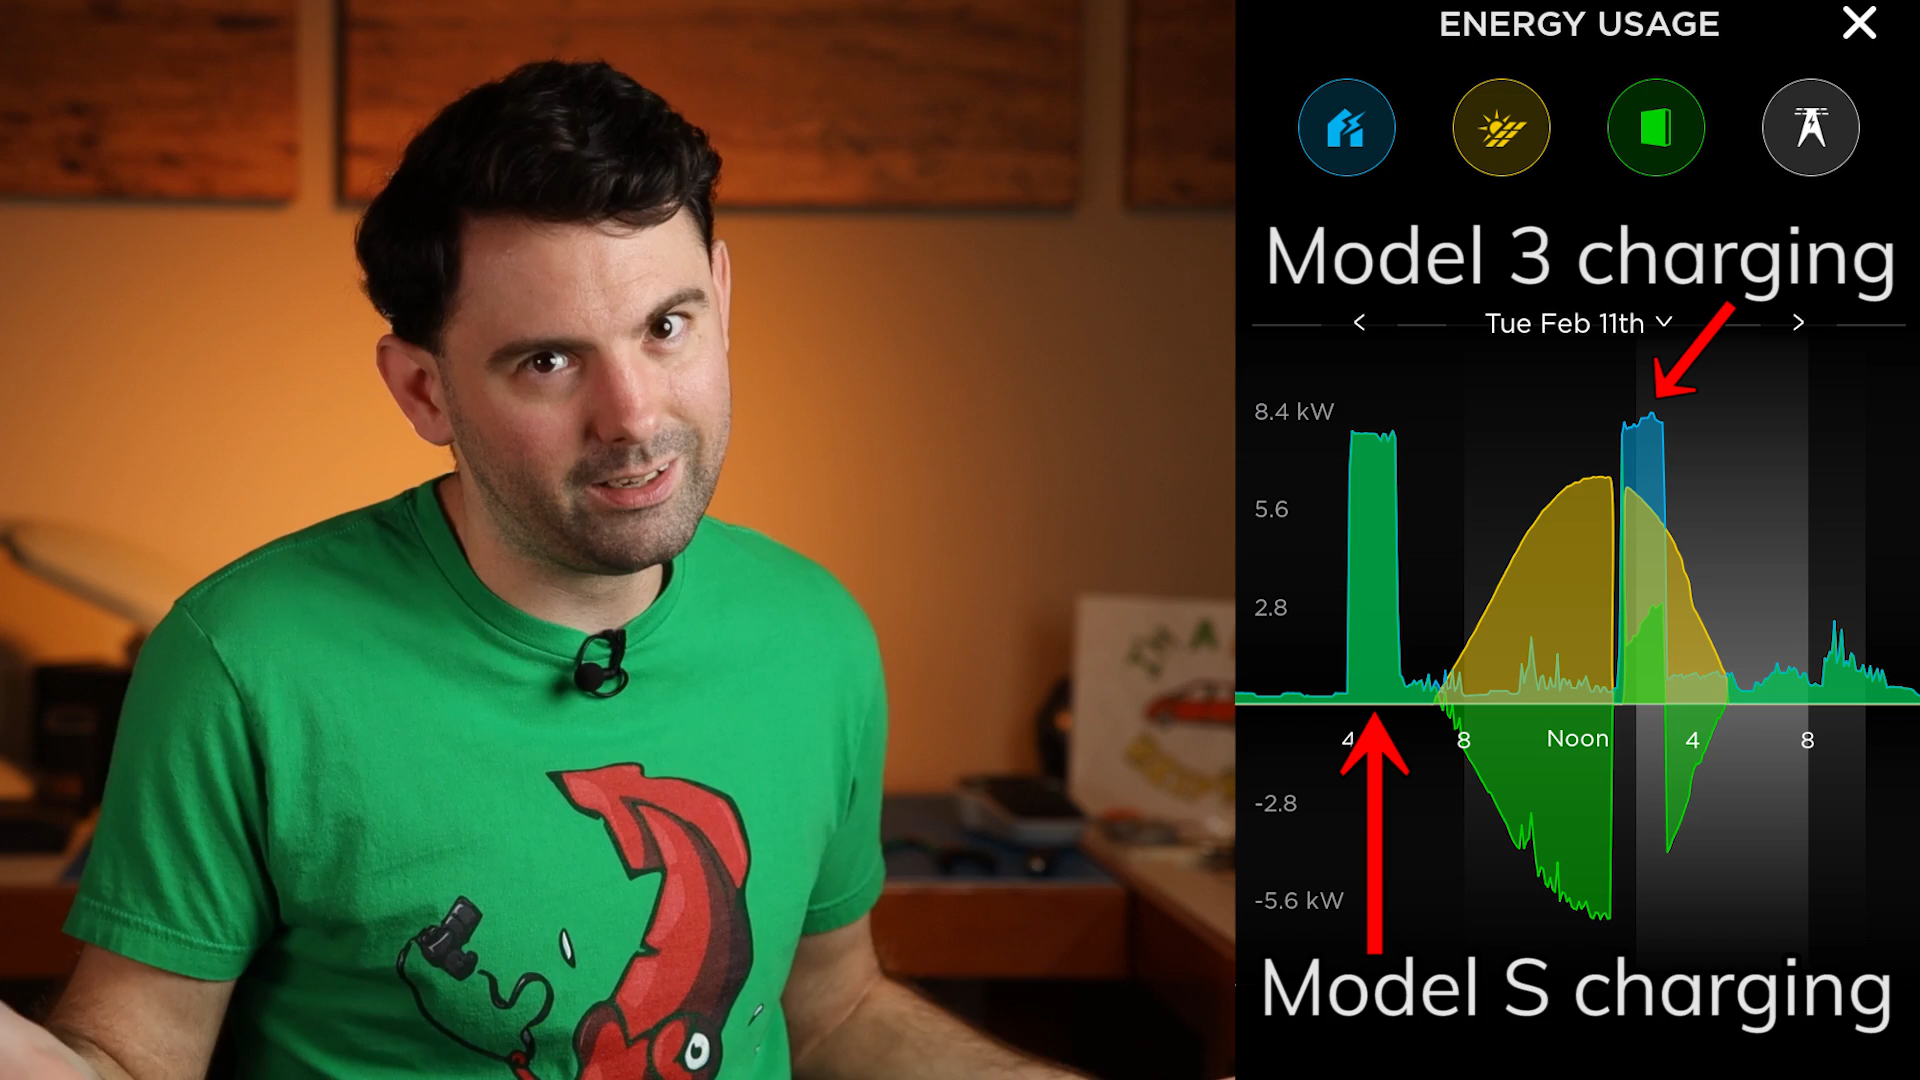 ENERGY USAGE
Model 3 charging
Tue Feb 11th
8.4 kW
5.6
2.8
4 8 Noon 4 8
-2.8
-5.6 kW
Model S charging